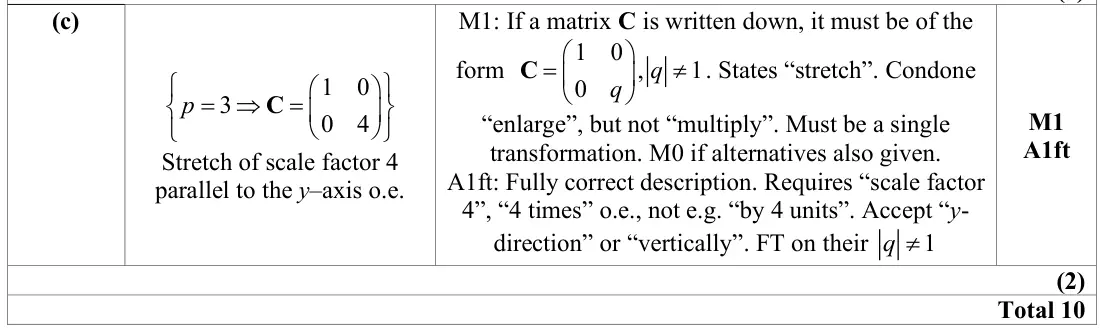 (c)
{p = 3 ⇒ C = (1 0
0 4)}
Stretch of scale factor 4
parallel to the y–axis o.e.
M1: If a matrix C is written down, it must be of the
form C = (1 0
0 q), |q| ≠ 1. States “stretch”. Condone
“enlarge”, but not “multiply”. Must be a single
transformation. M0 if alternatives also given.
A1ft: Fully correct description. Requires “scale factor
4”, “4 times” o.e., not e.g. “by 4 units”. Accept “y-
direction” or “vertically”. FT on their |q| ≠ 1
M1
A1ft
(2)
Total 10